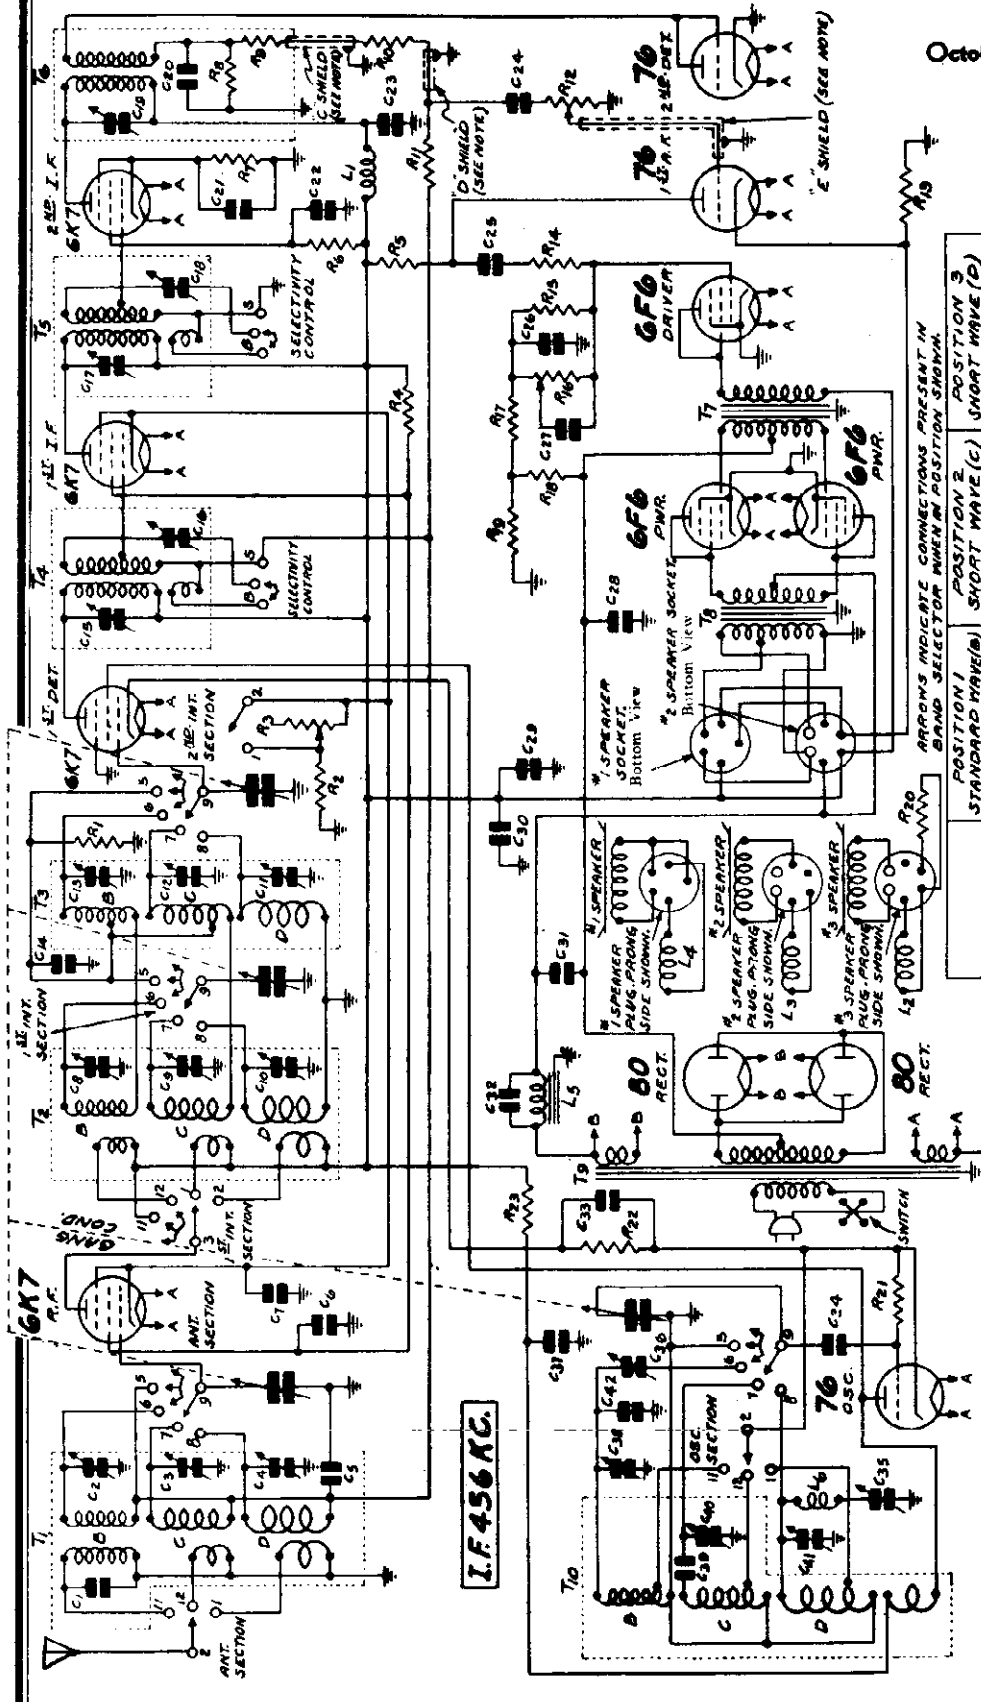 Octo
T1
T2
T3
T4
T5
T6
6K7
R.F.
GANG
COND.
1ST INT.
SECTION
6K7
1ST DET.
6K7
1ST I.F.
6K7
2ND I.F.
C1
C2
C3
C4
C5
C6
C7
C8
C9
C10
C11
C12
C13
C14
C15
C16
C17
C18
C19
C20
C21
C22
C23
C24
B
C
D
B
C
D
B
C
D
ANT.
SECTION
ANT.
SECTION
1ST INT.
SECTION
2ND INT.
SECTION
SELECTIVITY
CONTROL
SELECTIVITY
CONTROL
R1
R2
R3
R4
R5
R6
R7
R8
R9
R10
R11
R12
L1
"C" SHIELD
(SEE NOTE)
"D" SHIELD
(SEE NOTE)
"E" SHIELD (SEE NOTE)
76
1ST A.F.
76
2ND DET.
I.F. 456 KC.
C25
R14
R15
C26
R16
C27
R17
R18
R19
R13
6F6
DRIVER
T7
6F6
PWR.
6F6
PWR.
T8
C28
C29
C30
C31
C32
L5
#1 SPEAKER
SOCKET.
Bottom View
#2 SPEAKER SOCKET.
Bottom View
#1 SPEAKER
#1 SPEAKER
PLUG. PRONG
SIDE SHOWN.
L4
#2 SPEAKER
#2 SPEAKER
PLUG. PRONG
SIDE SHOWN.
L3
#3 SPEAKER
#3 SPEAKER
PLUG. PRONG
SIDE SHOWN.
L2
R20
80
RECT.
80
RECT.
T9
SWITCH
R23
C33
R22
R21
C34
76
OSC.
C37
C36
C42
C38
OSC.
SECTION
C39
C40
C41
L6
C35
T10
B
C
D
ARROWS INDICATE CONNECTIONS PRESENT IN
BAND SELECTOR WHEN IN POSITION SHOWN.
POSITION 1
STANDARD WAVE (B)
POSITION 2
SHORT WAVE (C)
POSITION 3
SHORT WAVE (D)